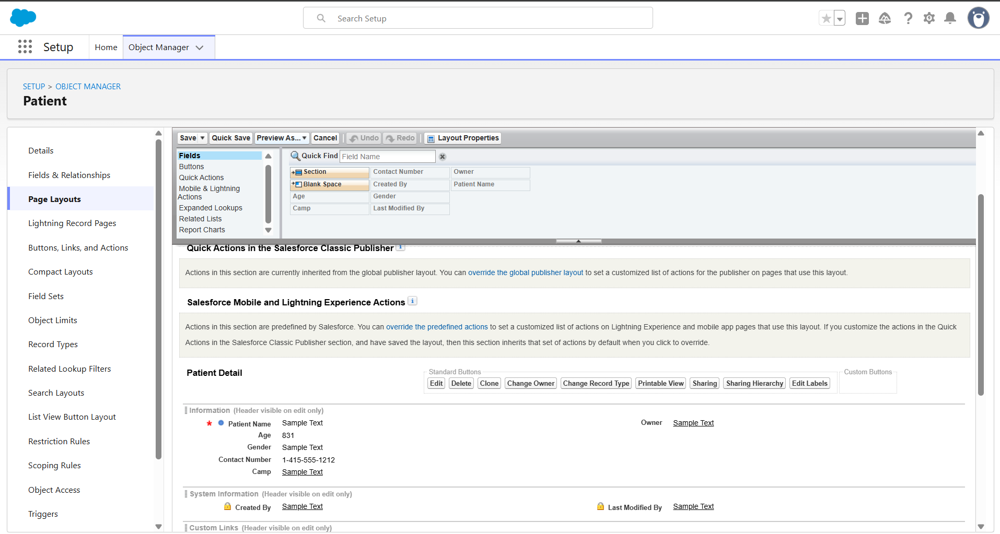 Search Setup
Setup
Home
Object Manager
SETUP > OBJECT MANAGER
Patient
Details
Fields & Relationships
Page Layouts
Lightning Record Pages
Buttons, Links, and Actions
Compact Layouts
Field Sets
Object Limits
Record Types
Related Lookup Filters
Search Layouts
List View Button Layout
Restriction Rules
Scoping Rules
Object Access
Triggers
Save Quick Save Preview As... Cancel Undo Redo Layout Properties
Fields
Buttons
Quick Actions
Mobile & Lightning
Actions
Expanded Lookups
Related Lists
Report Charts
Quick Find Field Name
Section Contact Number Owner
Blank Space Created By Patient Name
Age Gender
Camp Last Modified By
Quick Actions in the Salesforce Classic Publisher i
Actions in this section are currently inherited from the global publisher layout. You can override the global publisher layout to set a customized list of actions for the publisher on pages that use this layout.
Salesforce Mobile and Lightning Experience Actions i
Actions in this section are predefined by Salesforce. You can override the predefined actions to set a customized list of actions on Lightning Experience and mobile app pages that use this layout. If you customize the actions in the Quick
Actions in the Salesforce Classic Publisher section, and have saved the layout, then this section inherits that set of actions by default when you click to override.
Patient Detail
Standard Buttons
Edit Delete Clone Change Owner Change Record Type Printable View Sharing Sharing Hierarchy Edit Labels
Custom Buttons
Information (Header visible on edit only)
* Patient Name Sample Text Owner Sample Text
Age 831
Gender Sample Text
Contact Number 1-415-555-1212
Camp Sample Text
System Information (Header visible on edit only)
Created By Sample Text Last Modified By Sample Text
Custom Links (Header visible on edit only)